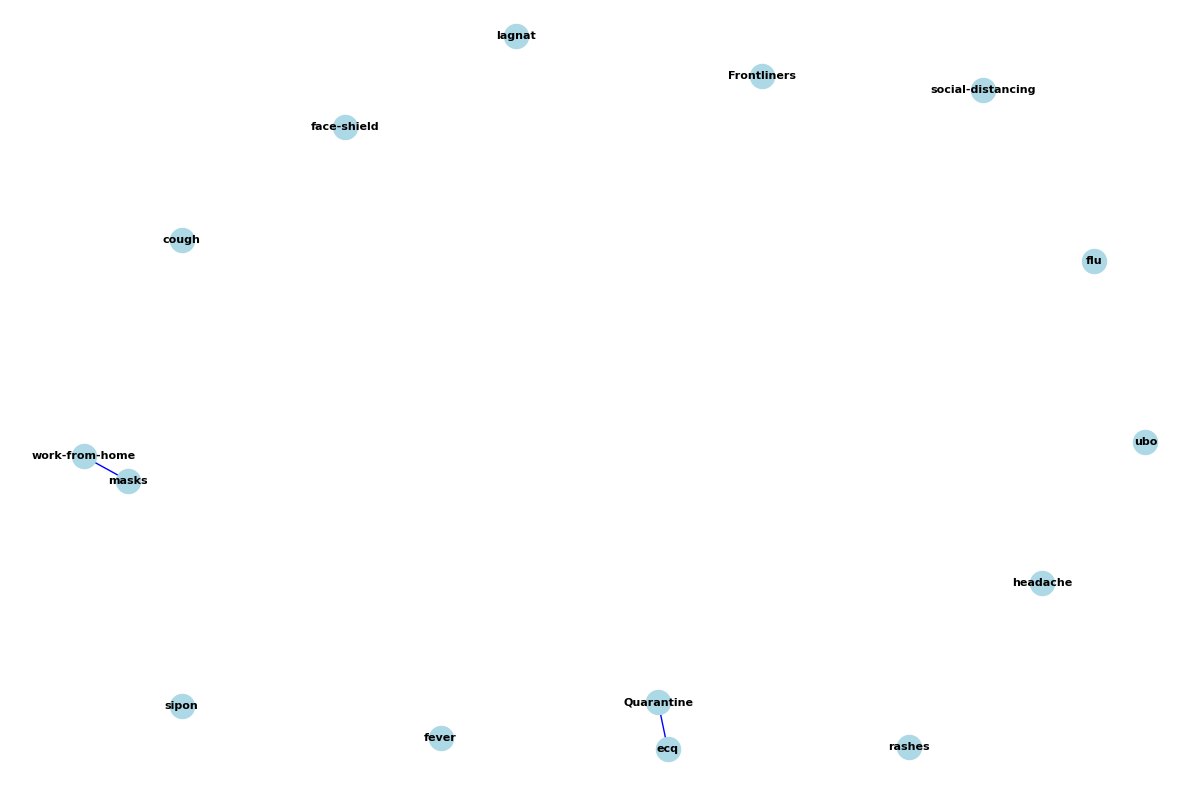 lagnat
Frontliners
social-distancing
face-shield
cough
flu
ubo
work-from-home
masks
headache
Quarantine
sipon
fever
ecq
rashes